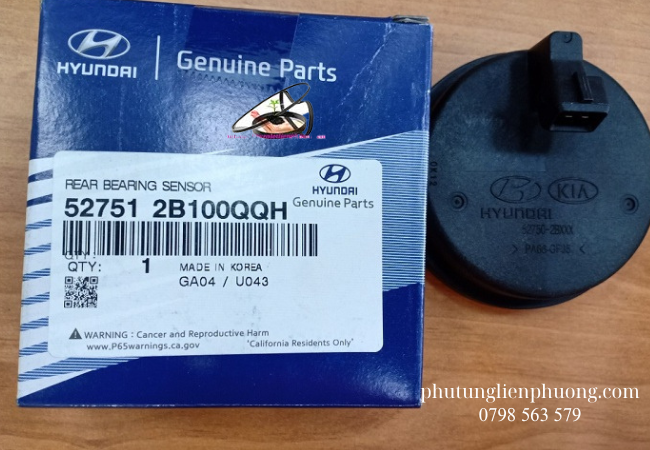 HYUNDAI
Genuine Parts
REAR BEARING SENSOR
52751 2B100QQH
HYUNDAI
Genuine Parts
QTY:
QTY: 1
MADE IN KOREA
GA04 / U043
WARNING : Cancer and Reproductive Harm
www.P65warnings.ca.gov
"California Residents Only"
KIA
HYUNDAI
phutunglienphuong.com
0798 563 579